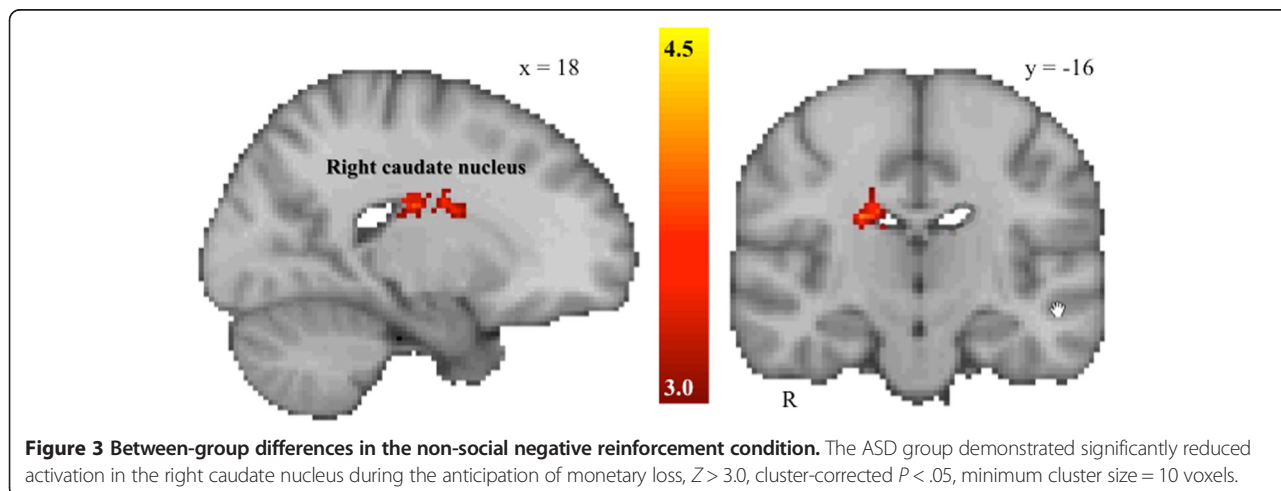 x = 18
4.5
y = -16
Right caudate nucleus
3.0
R
Figure 3 Between-group differences in the non-social negative reinforcement condition. The ASD group demonstrated significantly reduced
activation in the right caudate nucleus during the anticipation of monetary loss, Z > 3.0, cluster-corrected P < .05, minimum cluster size = 10 voxels.